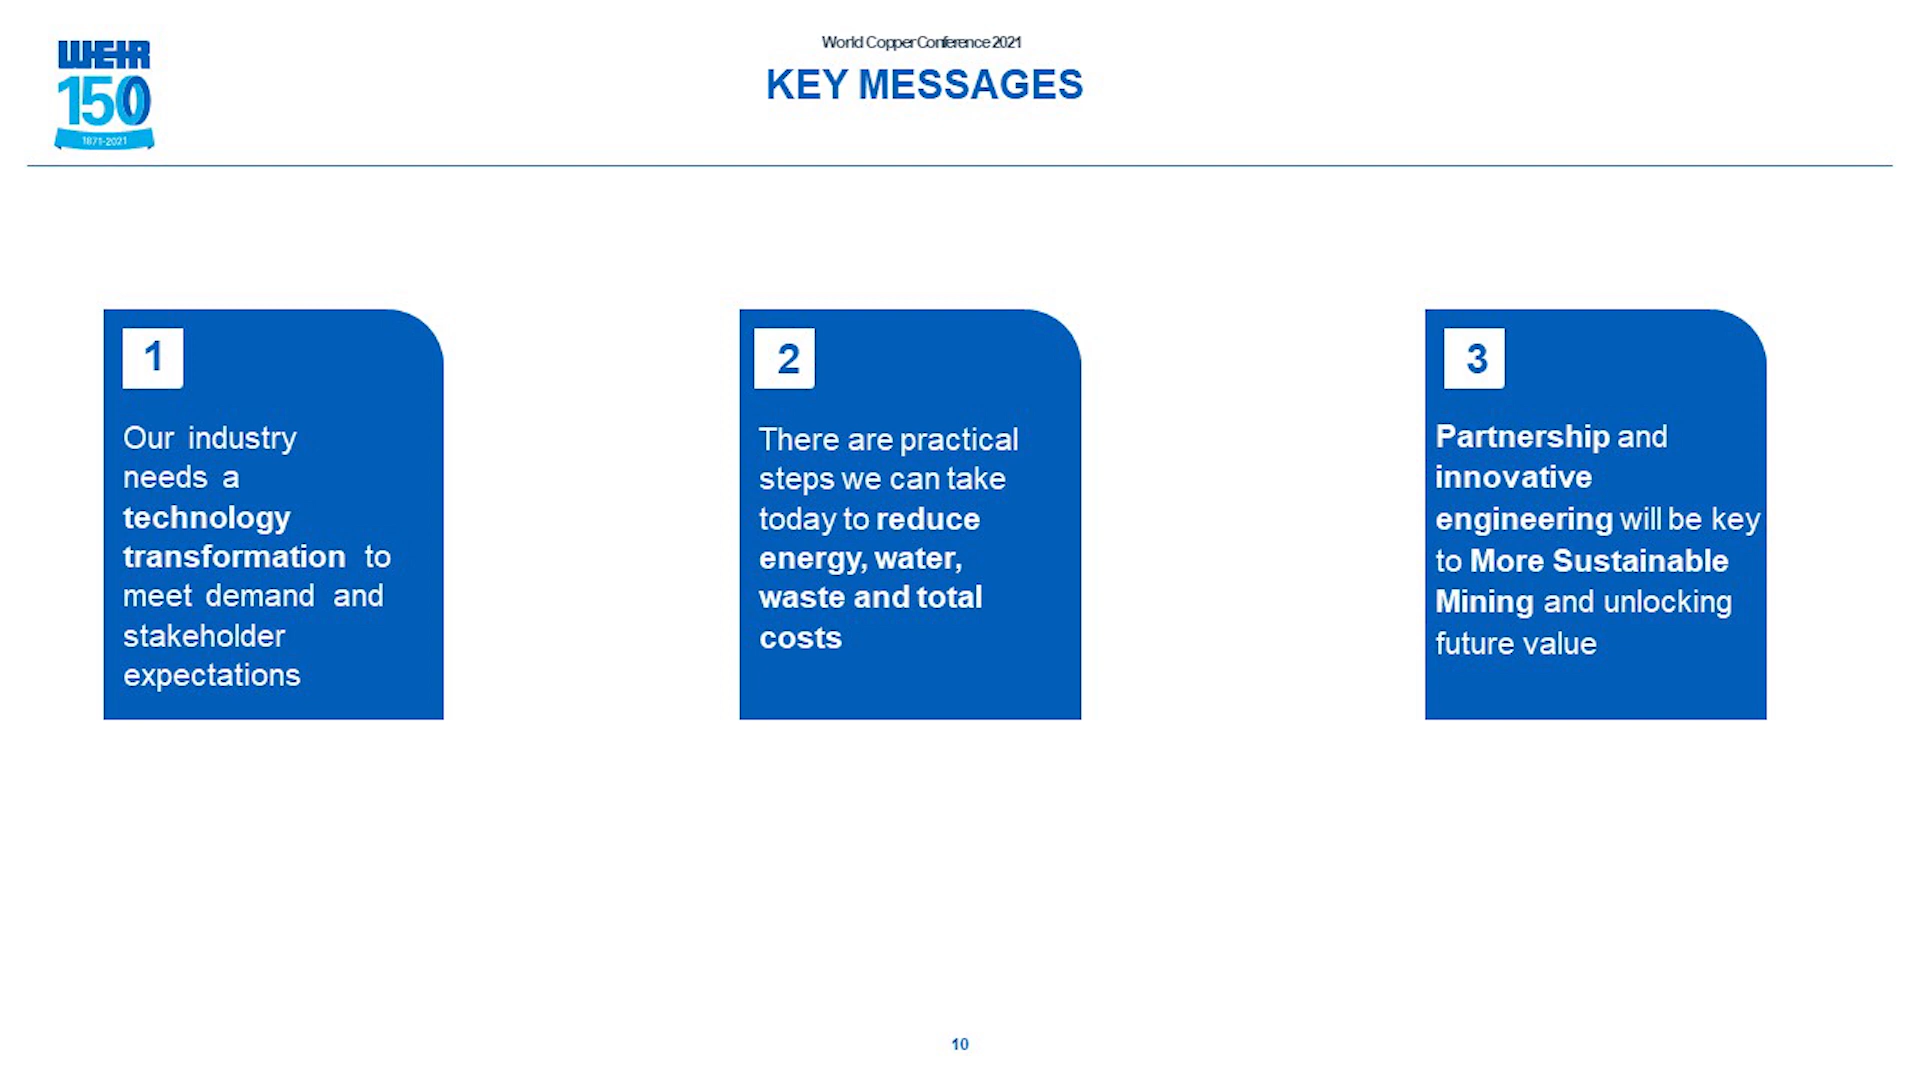 WEIR
150
1871-2021
World Copper Conference 2021
KEY MESSAGES
1
Our industry
needs a
technology
transformation to
meet demand and
stakeholder
expectations
2
There are practical
steps we can take
today to reduce
energy, water,
waste and total
costs
3
Partnership and
innovative
engineering will be key
to More Sustainable
Mining and unlocking
future value
10